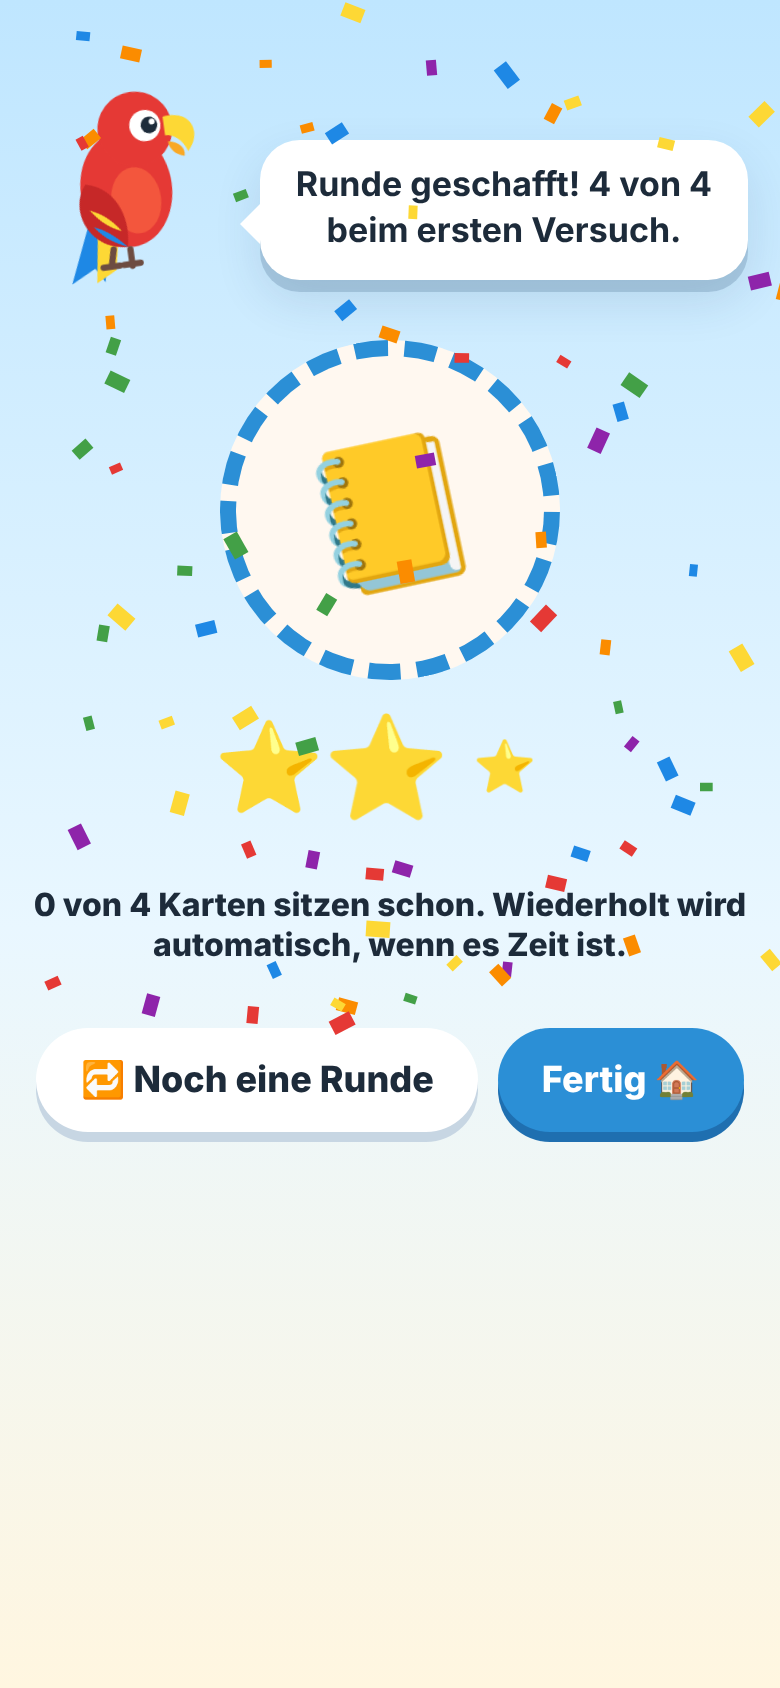 Runde geschafft! 4 von 4
beim ersten Versuch.
0 von 4 Karten sitzen schon. Wiederholt wird
automatisch, wenn es Zeit ist.
🔁 Noch eine Runde
Fertig 🏠